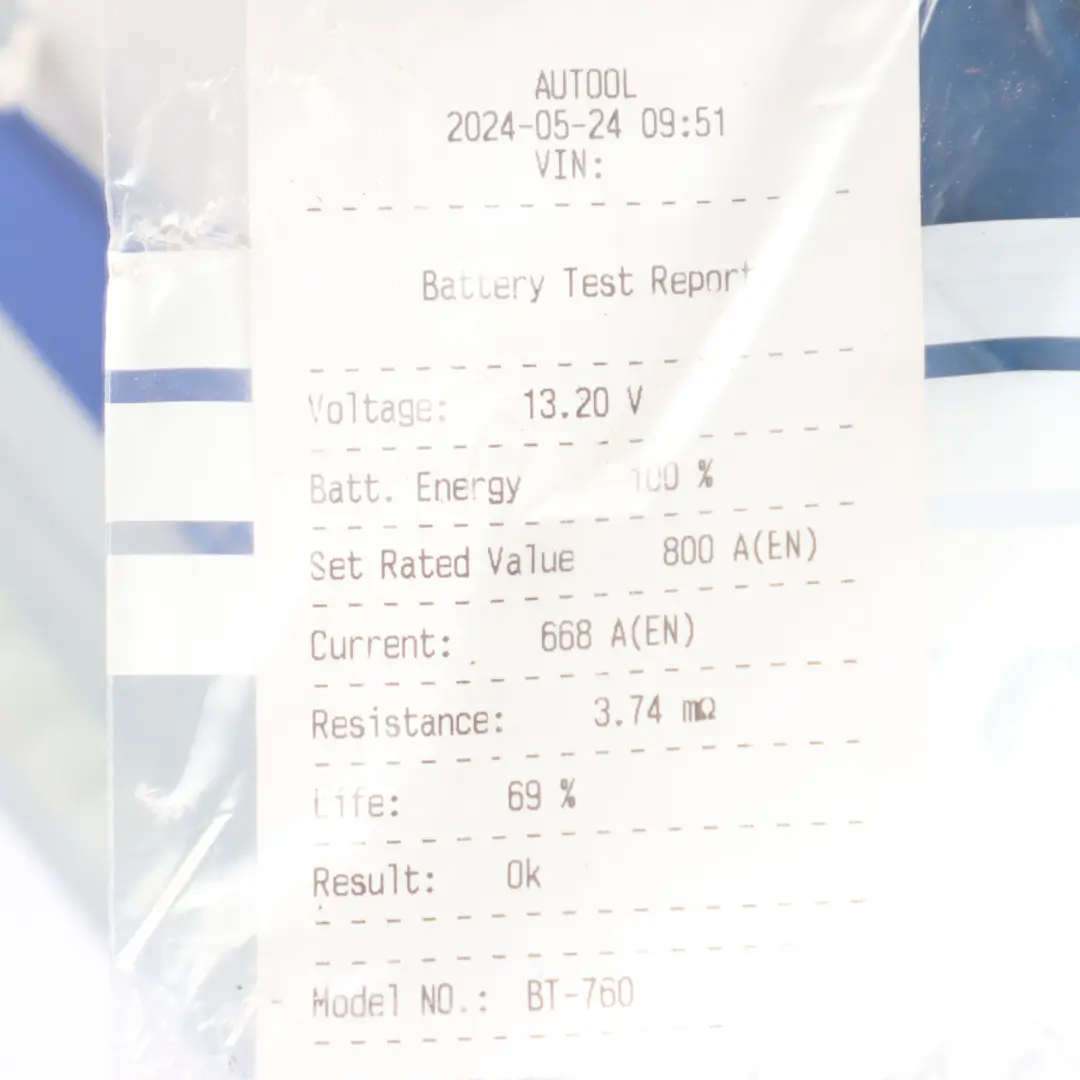 AUTOOL
2024-05-24 09:51
VIN:
Battery Test Report
Voltage: 13.20 V
Batt. Energy 100 %
Set Rated Value 800 A(EN)
Current: 668 A(EN)
Resistance: 3.74 mΩ
Life: 69 %
Result: Ok
Model NO.: BT-760